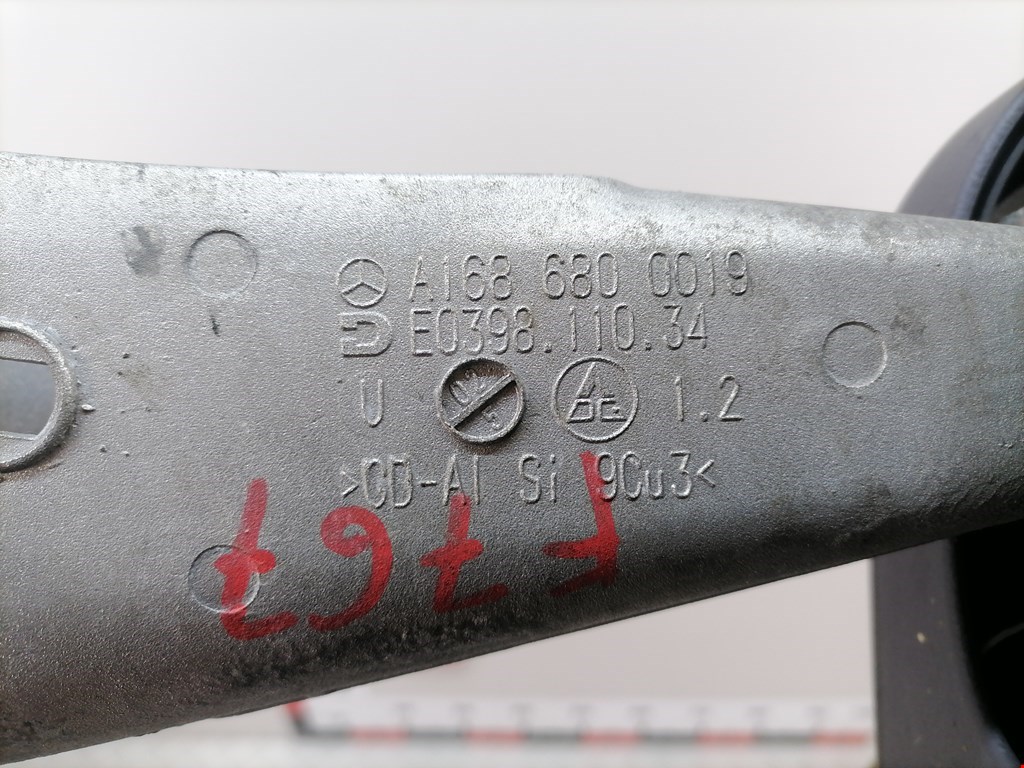 A168 680 0019
E0398.110.34
U 1.2
>GD-Al Si 9Cu3<
F767